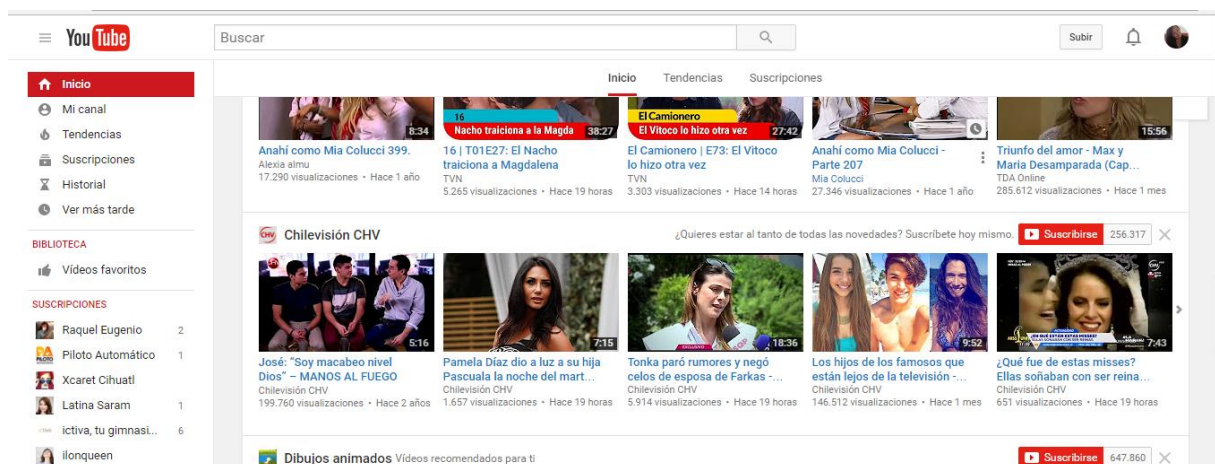 You Tube
Buscar
Subir
Inicio
Tendencias
Suscripciones
Inicio
Mi canal
Tendencias
Suscripciones
Historial
Ver más tarde
BIBLIOTECA
Vídeos favoritos
SUSCRIPCIONES
Raquel Eugenio 2
Piloto Automático 1
Xcaret Cihuatl
Latina Saram 1
ictiva, tu gimnasi... 6
ilonqueen
8:34
Anahí como Mia Colucci 399.
Alexia almu
17.290 visualizaciones • Hace 1 año
16
Nacho traiciona a la Magda
38:27
16 | T01E27: El Nacho
traiciona a Magdalena
TVN
5.265 visualizaciones • Hace 19 horas
El Camionero
El Vitoco lo hizo otra vez
27:42
El Camionero | E73: El Vitoco
lo hizo otra vez
TVN
3.303 visualizaciones • Hace 14 horas
Anahí como Mia Colucci -
Parte 207
Mia Colucci
27.346 visualizaciones • Hace 1 año
15:56
Triunfo del amor - Max y
Maria Desamparada (Cap...
TDA Online
285.612 visualizaciones • Hace 1 mes
CHV
Chilevisión CHV
¿Quieres estar al tanto de todas las novedades? Suscríbete hoy mismo.
Suscribirse 256.317
5:16
José: "Soy macabeo nivel
Dios" – MANOS AL FUEGO
Chilevisión CHV
199.760 visualizaciones • Hace 2 años
7:15
Pamela Díaz dio a luz a su hija
Pascuala la noche del mart...
Chilevisión CHV
1.657 visualizaciones • Hace 19 horas
EXCLUSIVO
18:36
Tonka paró rumores y negó
celos de esposa de Farkas -...
Chilevisión CHV
5.914 visualizaciones • Hace 19 horas
9:52
Los hijos de los famosos que
están lejos de la televisión -...
Chilevisión CHV
146.512 visualizaciones • Hace 1 mes
¿EN QUÉ ESTÁN ESTAS MISSES?
ELLAS SOÑABAN CON SER REINAS
7:43
¿Qué fue de estas misses?
Ellas soñaban con ser reina...
Chilevisión CHV
651 visualizaciones • Hace 19 horas
Dibujos animados Vídeos recomendados para ti
Suscribirse 647.860